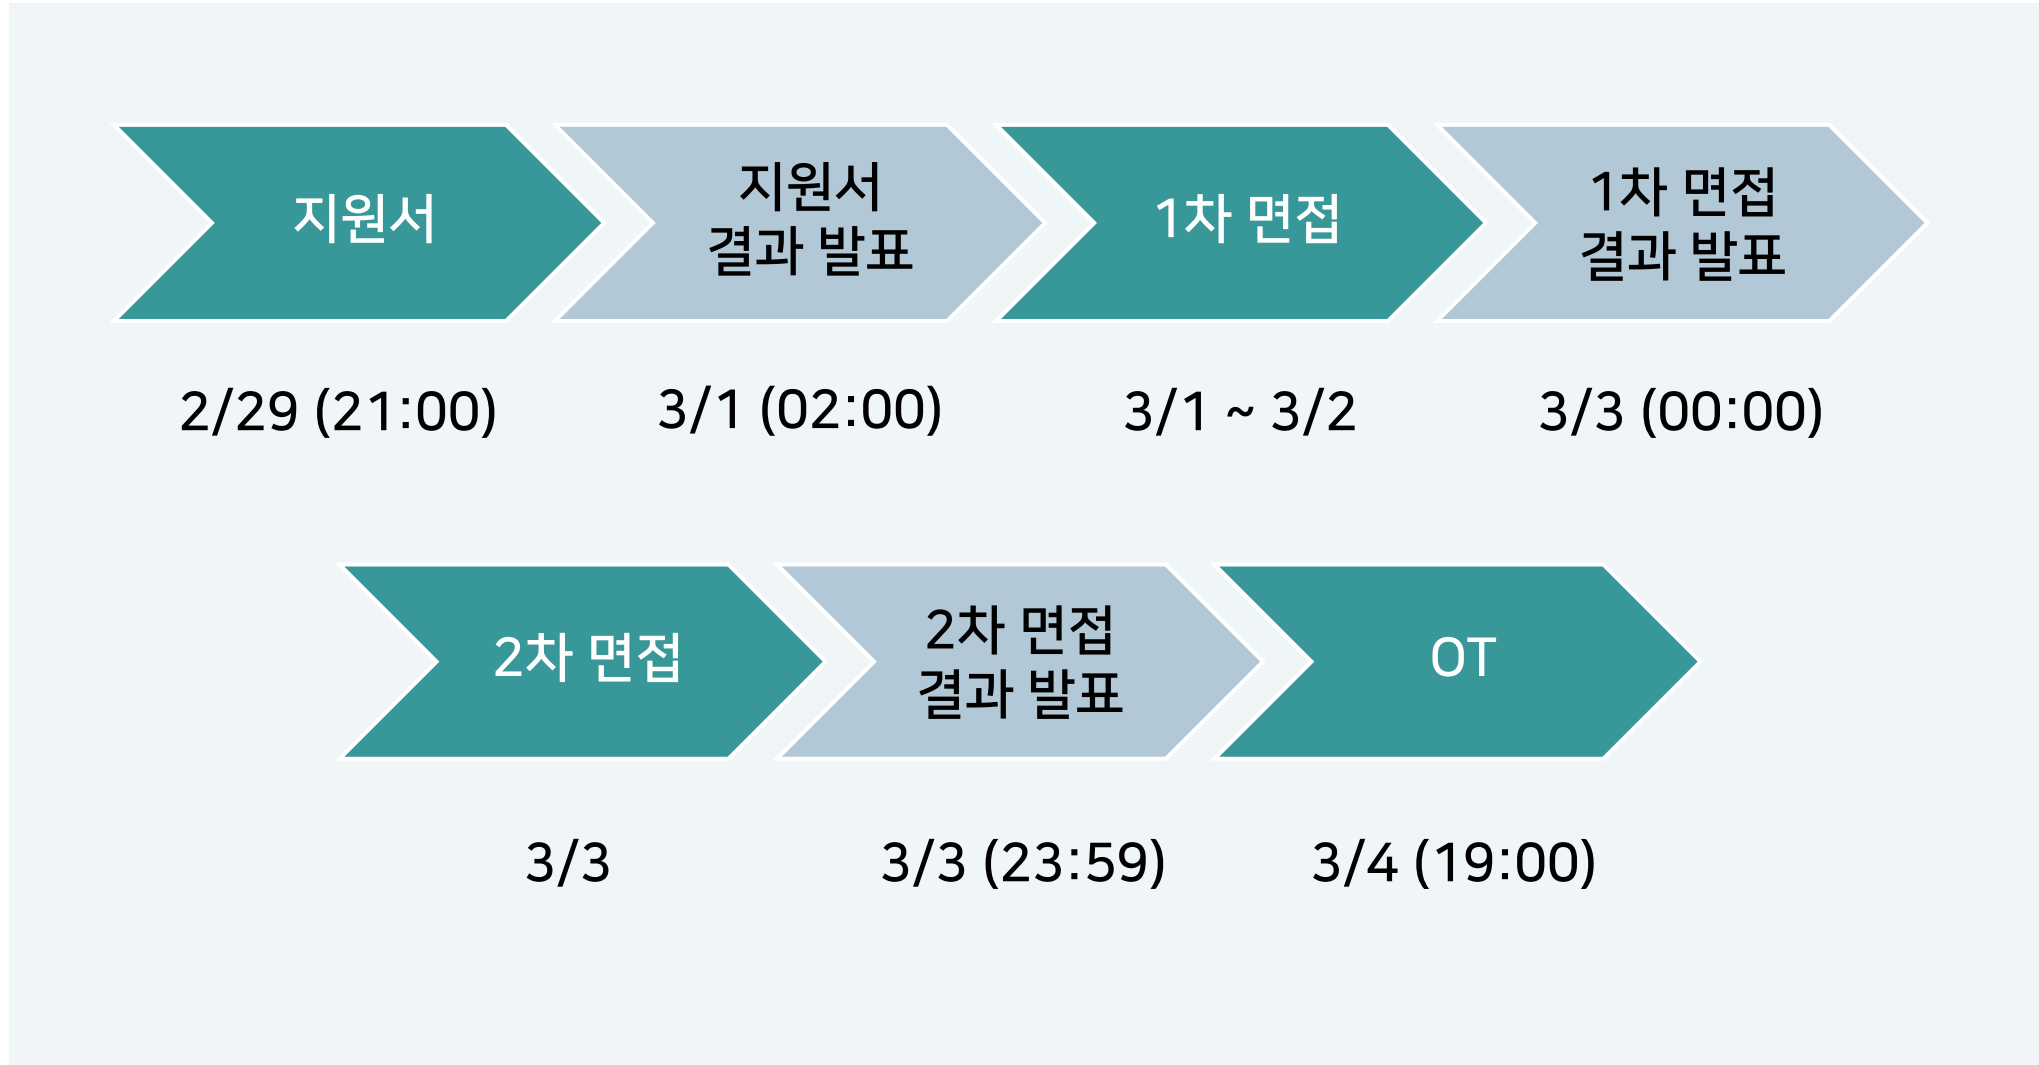 지원서
지원서
결과 발표
1차 면접
1차 면접
결과 발표
2/29 (21:00)
3/1 (02:00)
3/1 ~ 3/2
3/3 (00:00)
2차 면접
2차 면접
결과 발표
OT
3/3
3/3 (23:59)
3/4 (19:00)